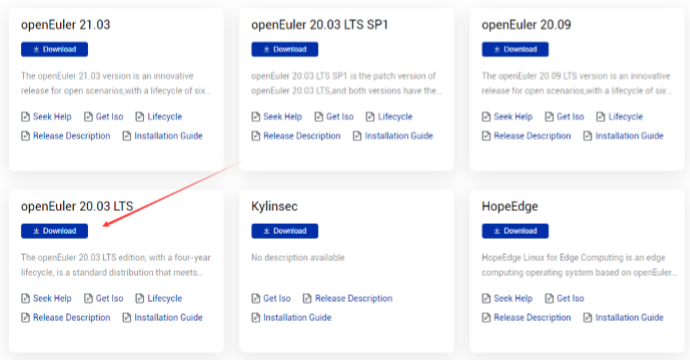 openEuler 21.03
Download
The openEuler 21.03 version is an innovative
release for open scenarios,with a lifecycle of six...
Seek Help Get Iso Lifecycle
Release Description Installation Guide
openEuler 20.03 LTS SP1
Download
openEuler 20.03 LTS SP1 is the patch version of
openEuler 20.03 LTS,and both versions have the...
Seek Help Get Iso Lifecycle
Release Description Installation Guide
openEuler 20.09
Download
The openEuler 20.09 LTS version is an innovative
release for open scenarios,with a lifecycle of six...
Seek Help Get Iso Lifecycle
Release Description Installation Guide
openEuler 20.03 LTS
Download
The openEuler 20.03 LTS edition, with a four-year
lifecycle, is a standard distribution that meets...
Seek Help Get Iso Lifecycle
Release Description Installation Guide
Kylinsec
Download
No description available
Get Iso Release Description
Installation Guide
HopeEdge
Download
HopeEdge Linux for Edge Computing is an edge
computing operating system based on openEuler...
Seek Help Get Iso
Release Description Installation Guide